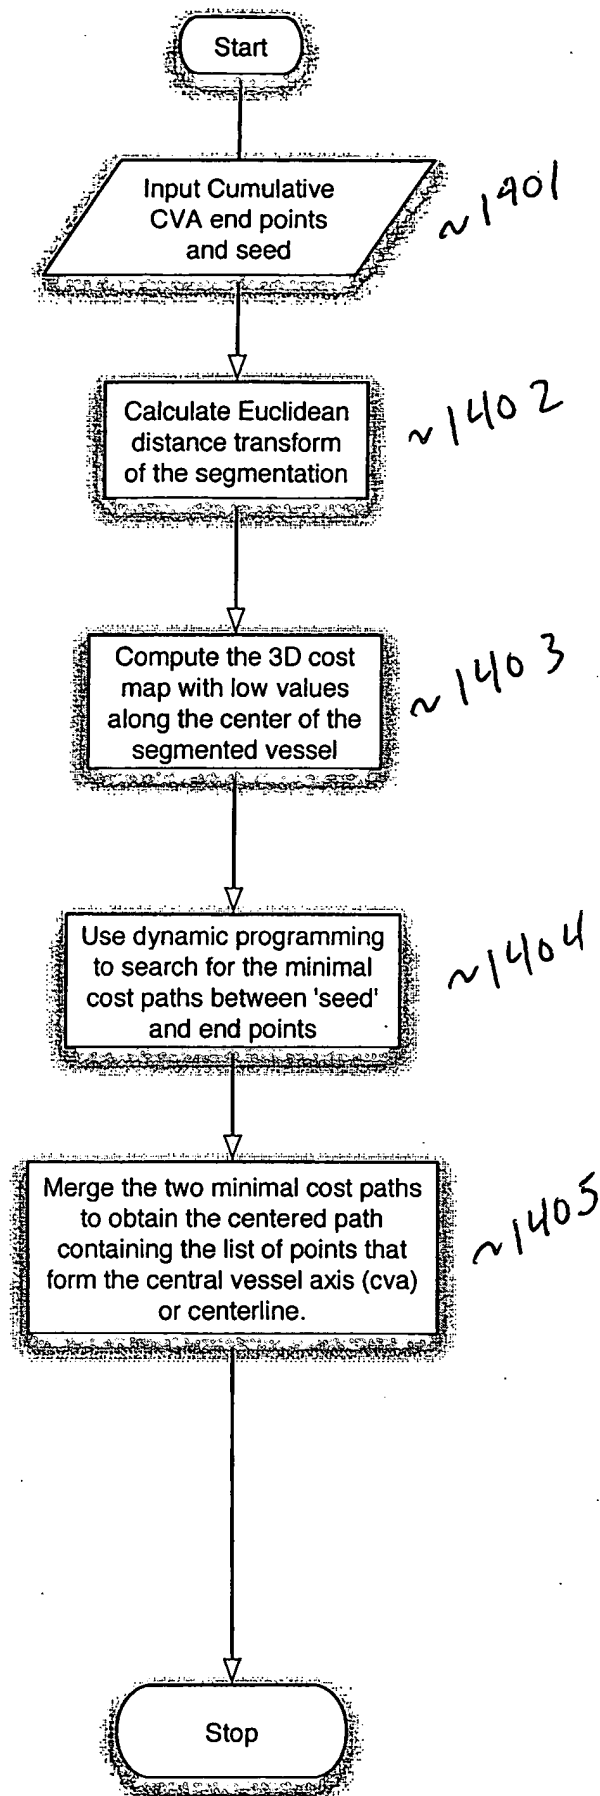 Start
Input Cumulative
CVA end points
and seed
~1401
Calculate Euclidean
distance transform
of the segmentation
~1402
Compute the 3D cost
map with low values
along the center of the
segmented vessel
~1403
Use dynamic programming
to search for the minimal
cost paths between 'seed'
and end points
~1404
Merge the two minimal cost paths
to obtain the centered path
containing the list of points that
form the central vessel axis (cva)
or centerline.
~1405
Stop